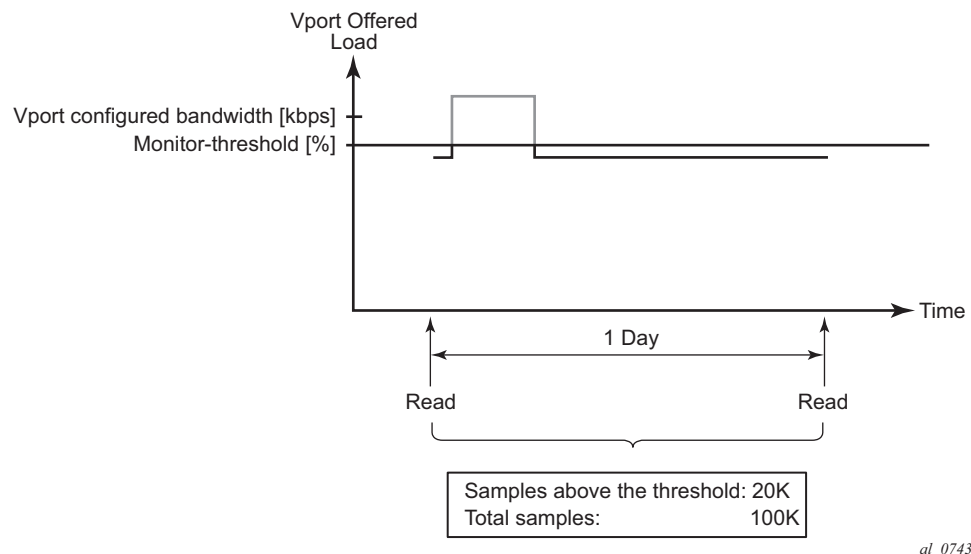 Vport Offered
Load
Vport configured bandwidth [kbps]
Monitor-threshold [%]
Time
1 Day
Read Read
Samples above the threshold: 20K
Total samples: 100K
al_0743